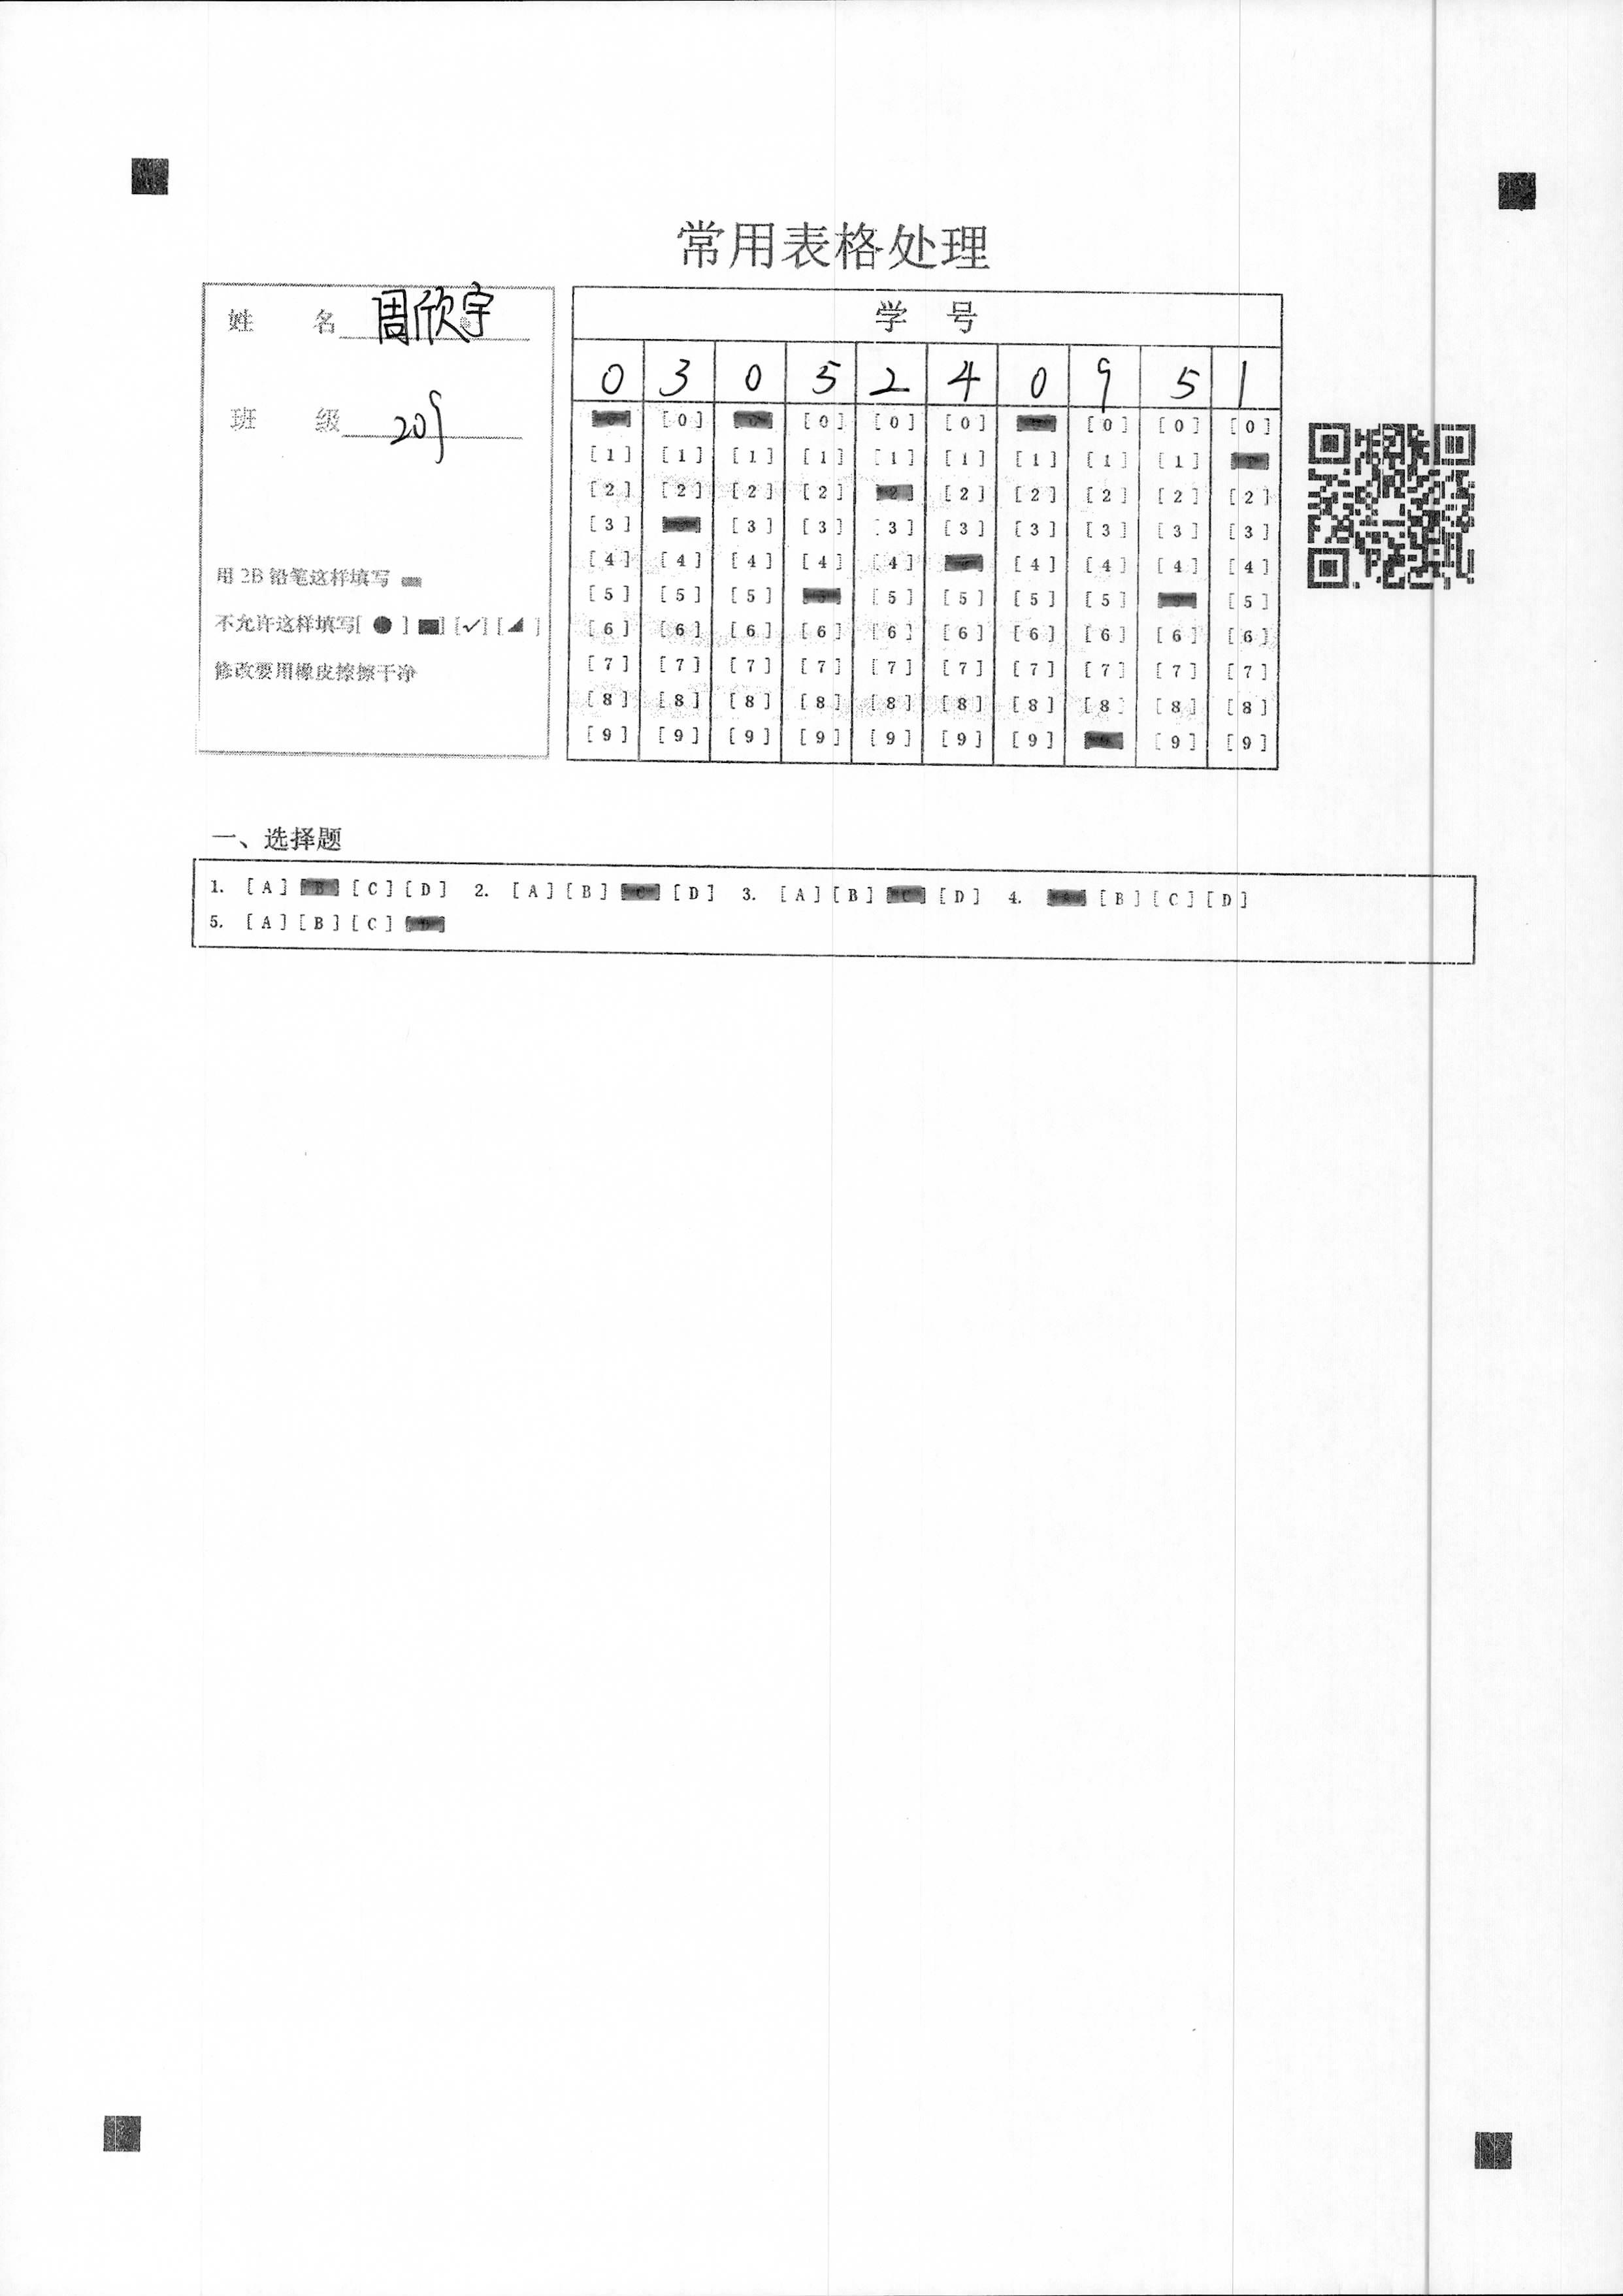 常用表格处理
姓 名 周欣宇
班 级 209
用 2B 铅笔这样填写
不允许这样填写[ ● ] ■] [✓] [◢ ]
修改要用橡皮擦擦干净
学 号
0 3 0 5 2 4 0 9 5 1
[0] [0] [0] [0] [0] [0] [0]
[1] [1] [1] [1] [1] [1] [1] [1] [1]
[2] [2] [2] [2] [2] [2] [2] [2] [2] [2]
[3] [3] [3] [3] [3] [3] [3] [3] [3]
[4] [4] [4] [4] [4] [4] [4] [4] [4]
[5] [5] [5] [5] [5] [5] [5] [5]
[6] [6] [6] [6] [6] [6] [6] [6] [6] [6]
[7] [7] [7] [7] [7] [7] [7] [7] [7] [7]
[8] [8] [8] [8] [8] [8] [8] [8] [8] [8]
[9] [9] [9] [9] [9] [9] [9] [9] [9]
一、选择题
1. [A] [B] [C] [D] 2. [A] [B] [C] [D] 3. [A] [B] [C] [D] 4. [B] [C] [D]
5. [A] [B] [C] [D]